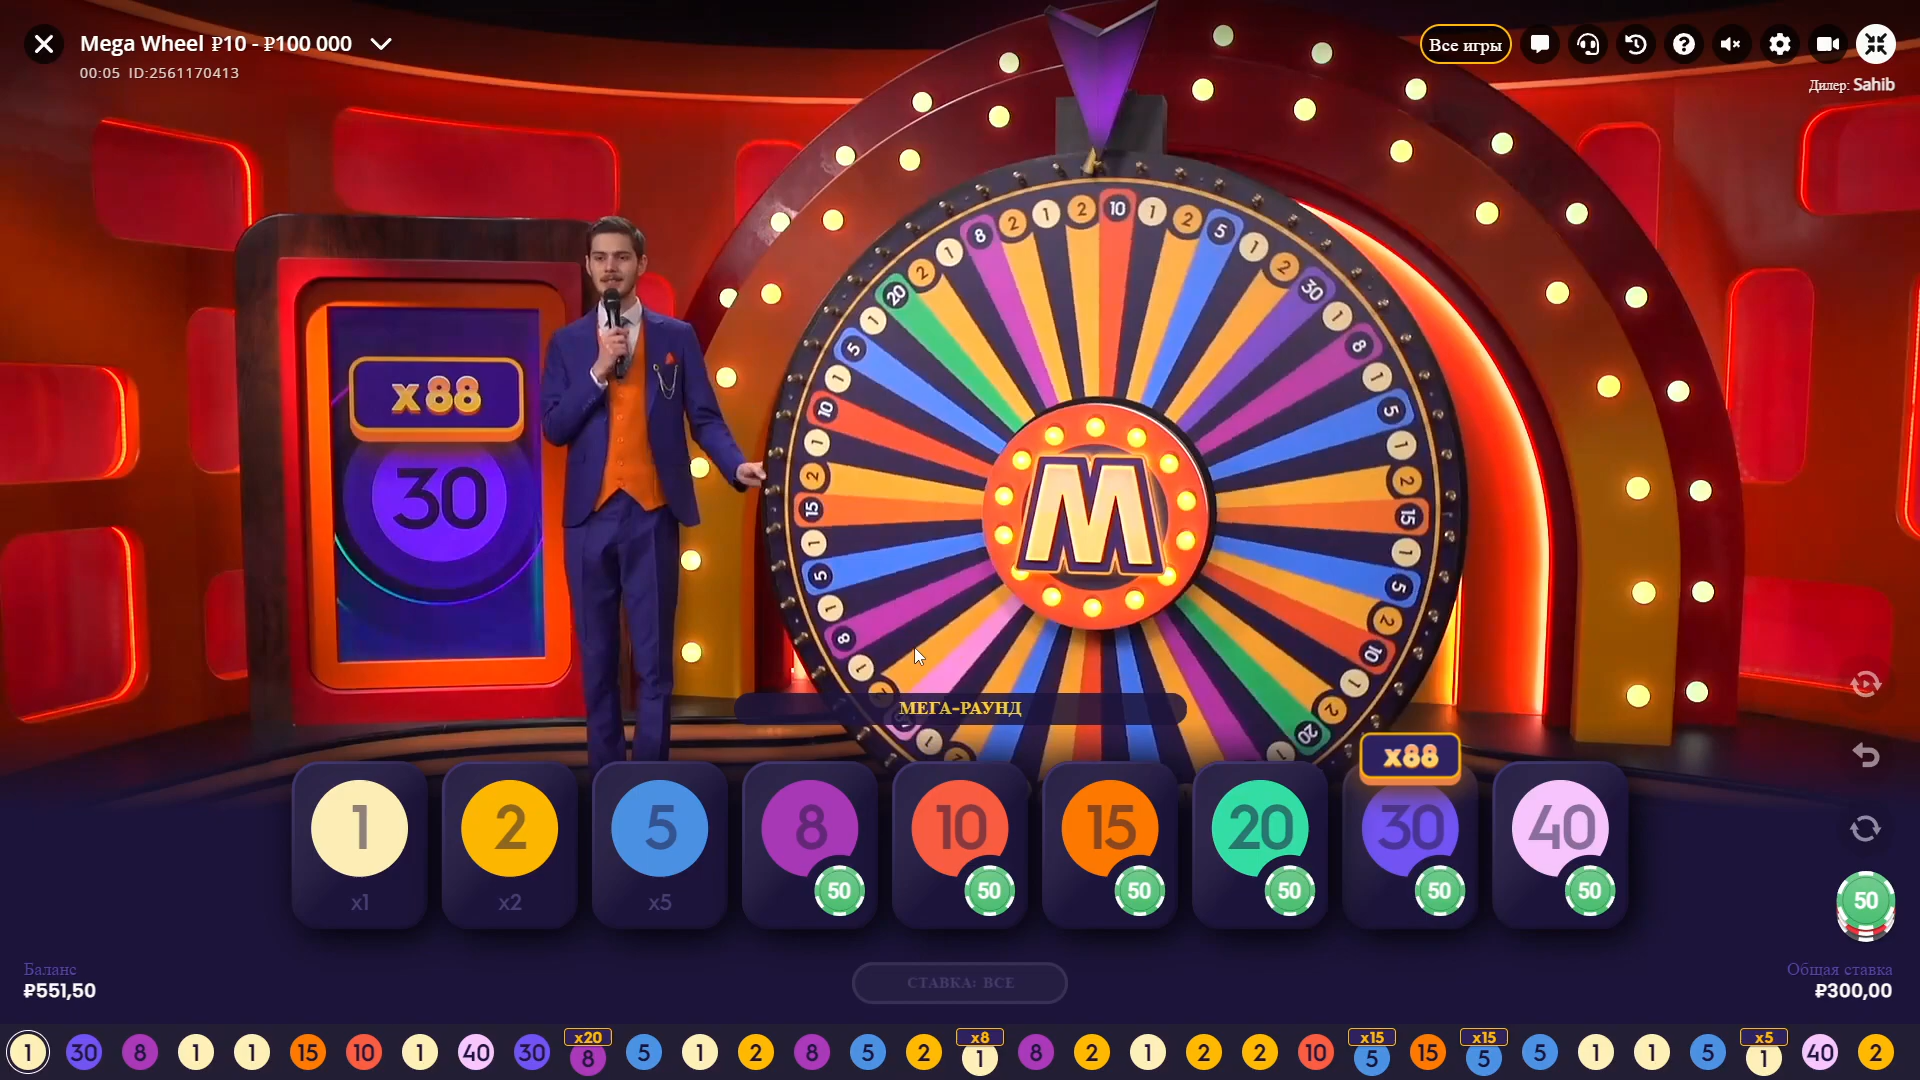 Mega Wheel ₽10 - ₽100 000
00:05 ID:2561170413
Все игры
Дилер: Sahib
x88
30
M
МЕГА-РАУНД
x88
1
2
5
8
10
15
20
30
40
x1
x2
x5
50
50
50
50
50
50
50
Баланс
₽551,50
СТАВКА: ВСЕ
Общая ставка
₽300,00
x20
x8
x15
x15
x5
1 30 8 1 1 15 10 1 40 30 8 5 1 2 8 5 2 1 8 2 1 2 2 10 5 15 5 5 1 1 5 1 40 2